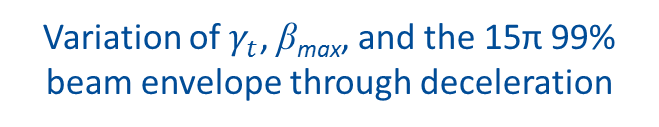 Variation of γt, βmax, and the 15π 99%
beam envelope through deceleration